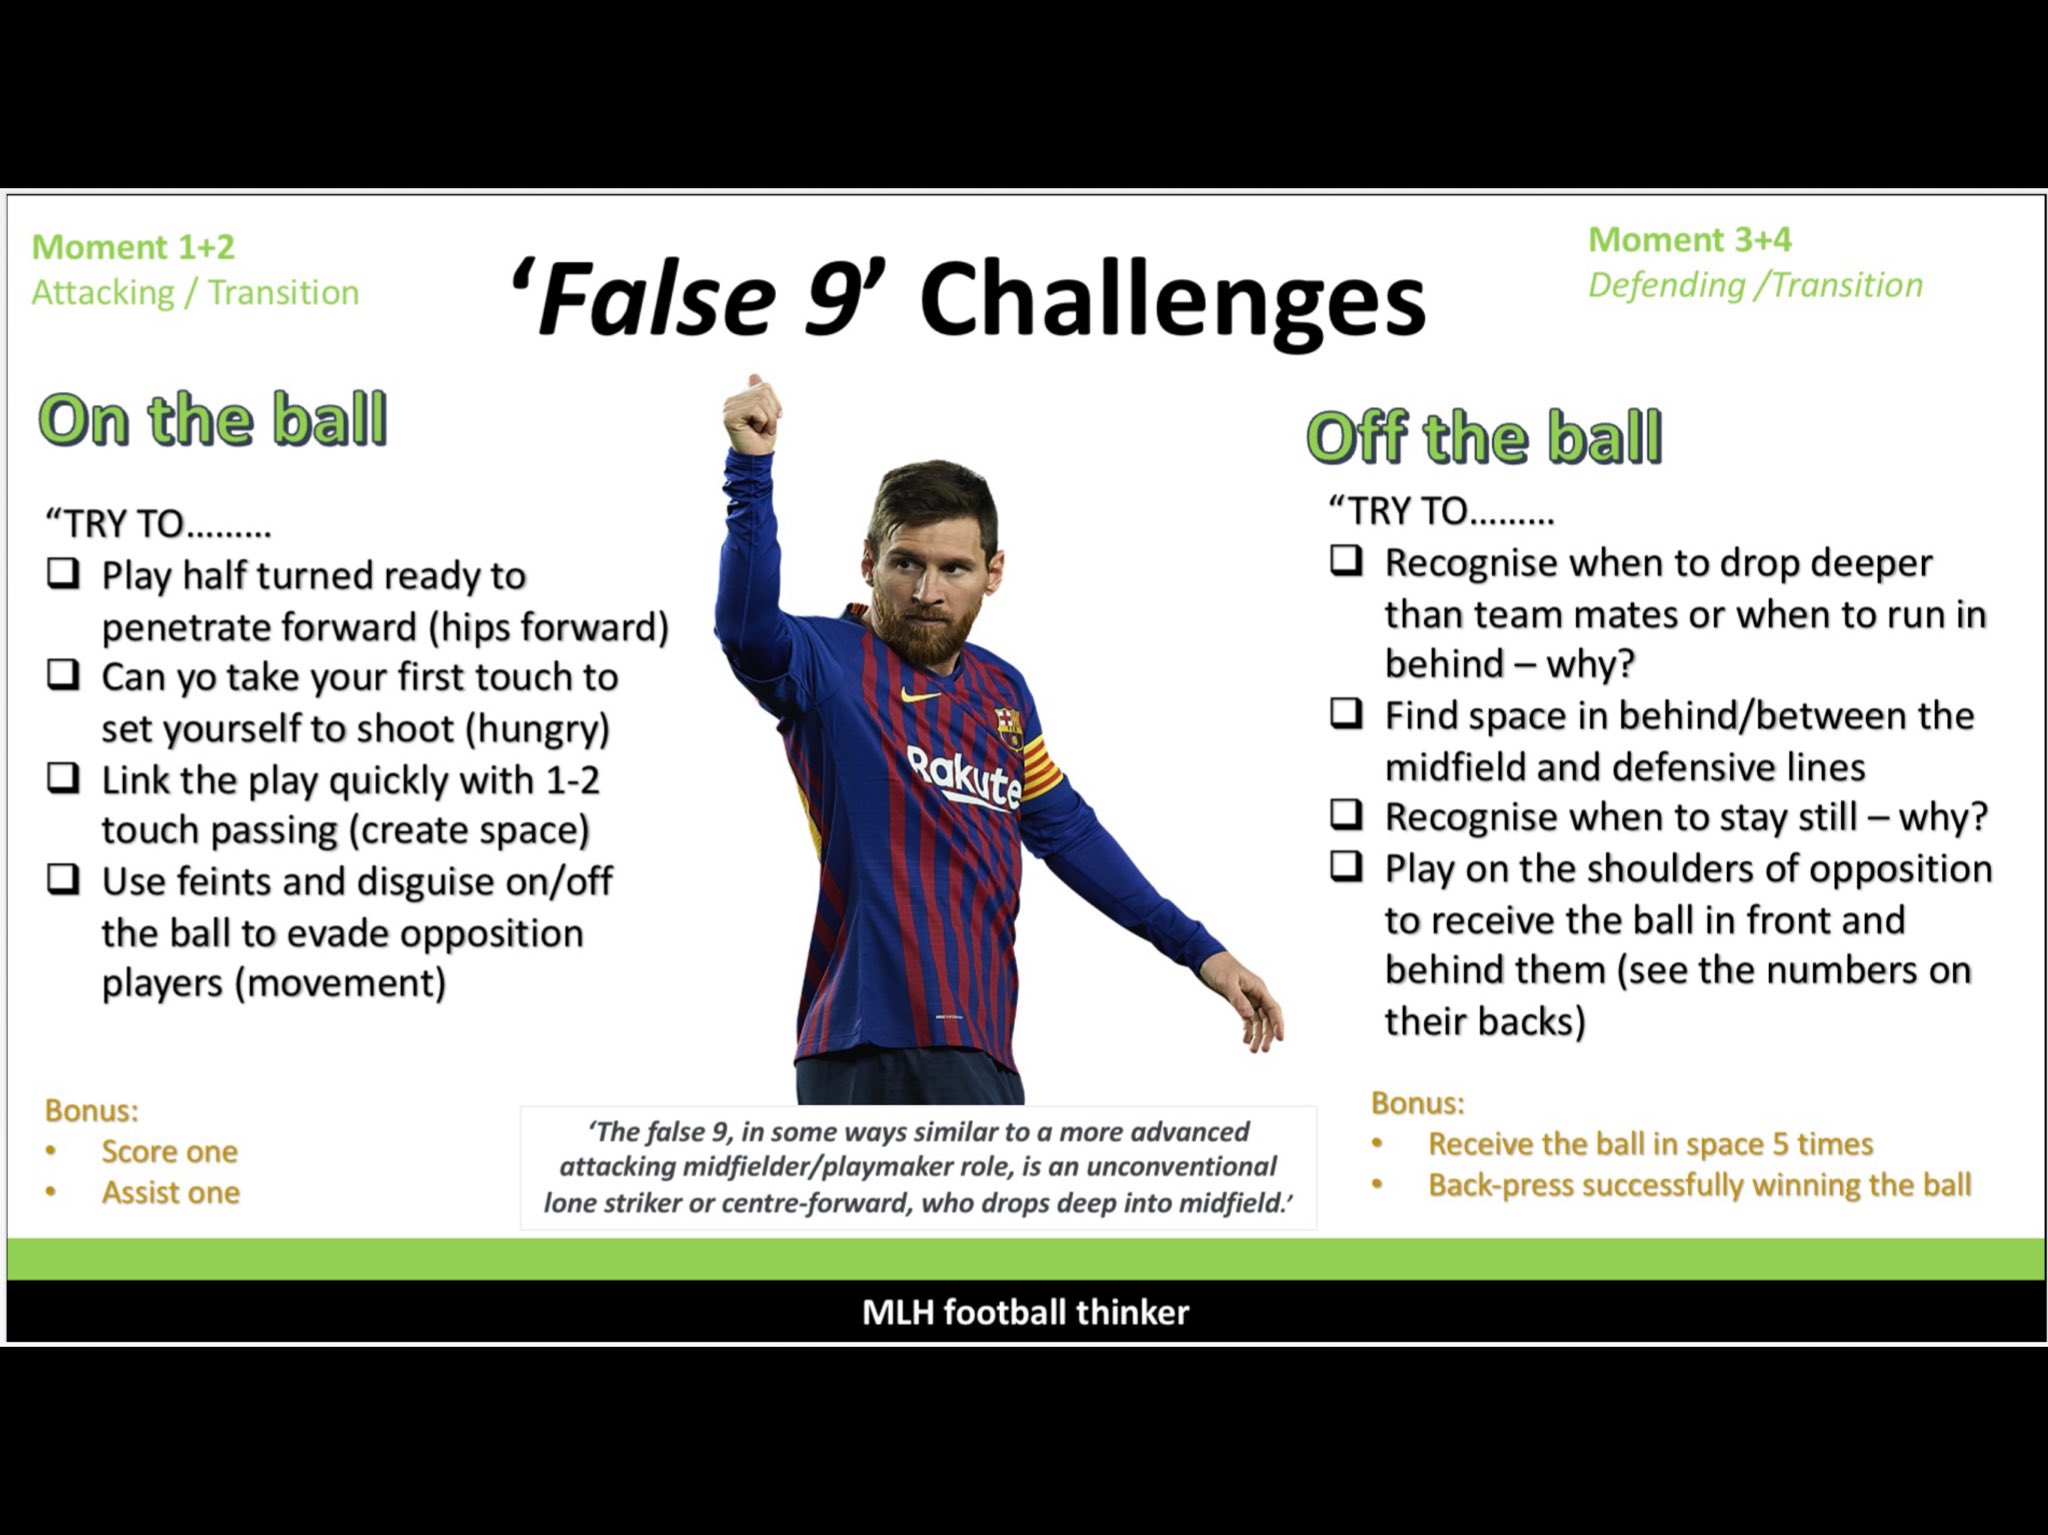 Moment 1+2
Attacking / Transition
‘False 9’ Challenges
Moment 3+4
Defending /Transition
On the ball
“TRY TO.........
❑ Play half turned ready to
penetrate forward (hips forward)
❑ Can yo take your first touch to
set yourself to shoot (hungry)
❑ Link the play quickly with 1-2
touch passing (create space)
❑ Use feints and disguise on/off
the ball to evade opposition
players (movement)
Bonus:
• Score one
• Assist one
Rakute
‘The false 9, in some ways similar to a more advanced
attacking midfielder/playmaker role, is an unconventional
lone striker or centre-forward, who drops deep into midfield.’
Off the ball
“TRY TO.........
❑ Recognise when to drop deeper
than team mates or when to run in
behind – why?
❑ Find space in behind/between the
midfield and defensive lines
❑ Recognise when to stay still – why?
❑ Play on the shoulders of opposition
to receive the ball in front and
behind them (see the numbers on
their backs)
Bonus:
• Receive the ball in space 5 times
• Back-press successfully winning the ball
MLH football thinker